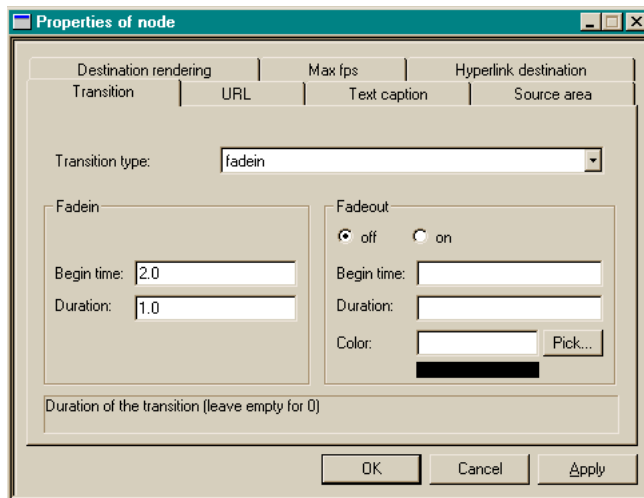 Properties of node
Destination rendering Max fps Hyperlink destination
Transition URL Text caption Source area
Transition type: fadein
Fadein Fadeout
off on
Begin time: 2.0 Begin time:
Duration: 1.0 Duration:
Color: Pick...
Duration of the transition (leave empty for 0)
OK Cancel Apply